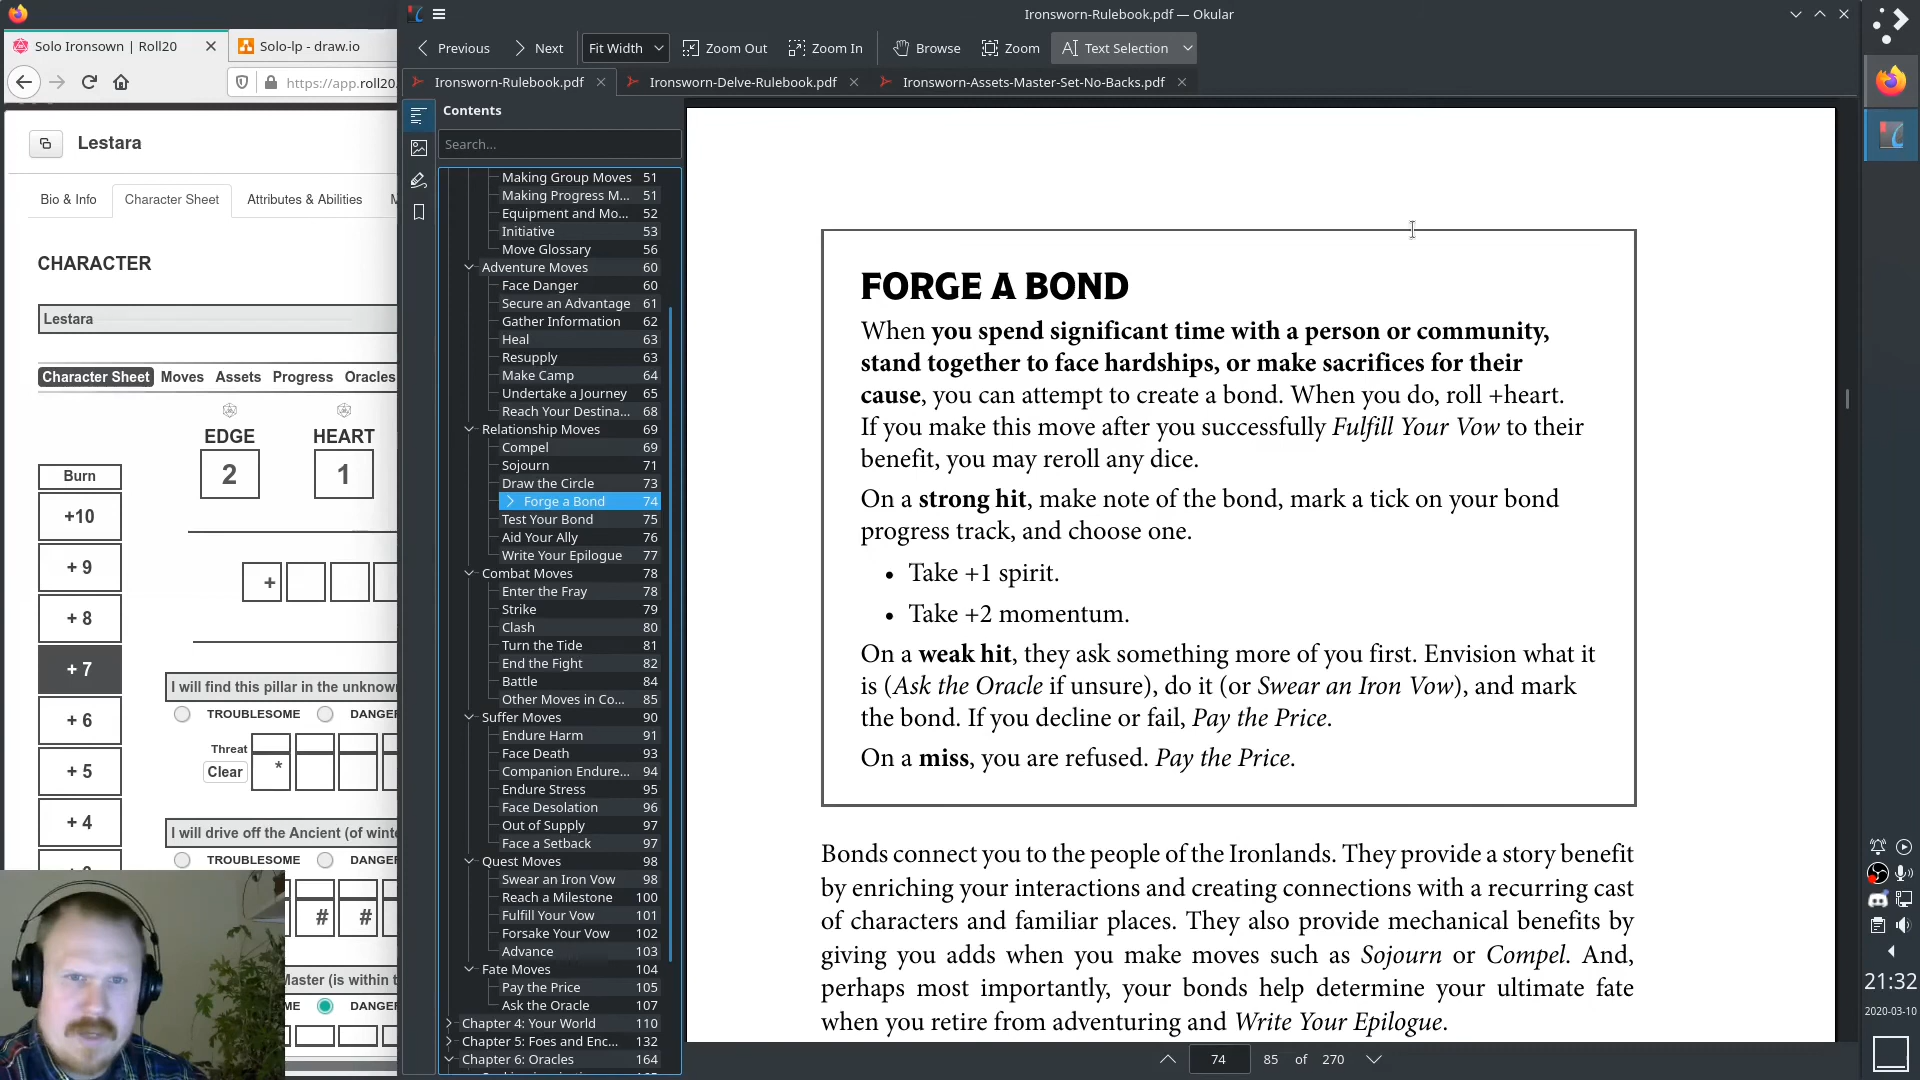 Ironsworn-Rulebook.pdf — Okular
Solo Ironsown | Roll20
Solo-lp - draw.io
Previous
Next
Fit Width
Zoom Out
Zoom In
Browse
Zoom
Text Selection
https://app.roll20.
Ironsworn-Rulebook.pdf
Ironsworn-Delve-Rulebook.pdf
Ironsworn-Assets-Master-Set-No-Backs.pdf
Lestara
Bio & Info
Character Sheet
Attributes & Abilities
CHARACTER
Lestara
Character Sheet
Moves
Assets
Progress
Oracles
EDGE
HEART
2
1
Burn
+10
+ 9
+ 8
+ 7
+ 6
+ 5
+ 4
+
I will find this pillar in the unknown
TROUBLESOME
DANGER
Threat
Clear
*
I will drive off the Ancient (of winte
TROUBLESOME
DANGER
# #
Master (is within t
ME
DANGER
Contents
Search...
Making Group Moves 51
Making Progress M... 51
Equipment and Mo... 52
Initiative 53
Move Glossary 56
Adventure Moves 60
Face Danger 60
Secure an Advantage 61
Gather Information 62
Heal 63
Resupply 63
Make Camp 64
Undertake a Journey 65
Reach Your Destina... 68
Relationship Moves 69
Compel 69
Sojourn 71
Draw the Circle 73
Forge a Bond 74
Test Your Bond 75
Aid Your Ally 76
Write Your Epilogue 77
Combat Moves 78
Enter the Fray 78
Strike 79
Clash 80
Turn the Tide 81
End the Fight 82
Battle 84
Other Moves in Co... 85
Suffer Moves 90
Endure Harm 91
Face Death 93
Companion Endure... 94
Endure Stress 95
Face Desolation 96
Out of Supply 97
Face a Setback 97
Quest Moves 98
Swear an Iron Vow 98
Reach a Milestone 100
Fulfill Your Vow 101
Forsake Your Vow 102
Advance 103
Fate Moves 104
Pay the Price 105
Ask the Oracle 107
Chapter 4: Your World 110
Chapter 5: Foes and Enc... 132
Chapter 6: Oracles 164
FORGE A BOND
When you spend significant time with a person or community,
stand together to face hardships, or make sacrifices for their
cause, you can attempt to create a bond. When you do, roll +heart.
If you make this move after you successfully Fulfill Your Vow to their
benefit, you may reroll any dice.
On a strong hit, make note of the bond, mark a tick on your bond
progress track, and choose one.
• Take +1 spirit.
• Take +2 momentum.
On a weak hit, they ask something more of you first. Envision what it
is (Ask the Oracle if unsure), do it (or Swear an Iron Vow), and mark
the bond. If you decline or fail, Pay the Price.
On a miss, you are refused. Pay the Price.
Bonds connect you to the people of the Ironlands. They provide a story benefit
by enriching your interactions and creating connections with a recurring cast
of characters and familiar places. They also provide mechanical benefits by
giving you adds when you make moves such as Sojourn or Compel. And,
perhaps most importantly, your bonds help determine your ultimate fate
when you retire from adventuring and Write Your Epilogue.
74 85 of 270
21:32
2020-03-10